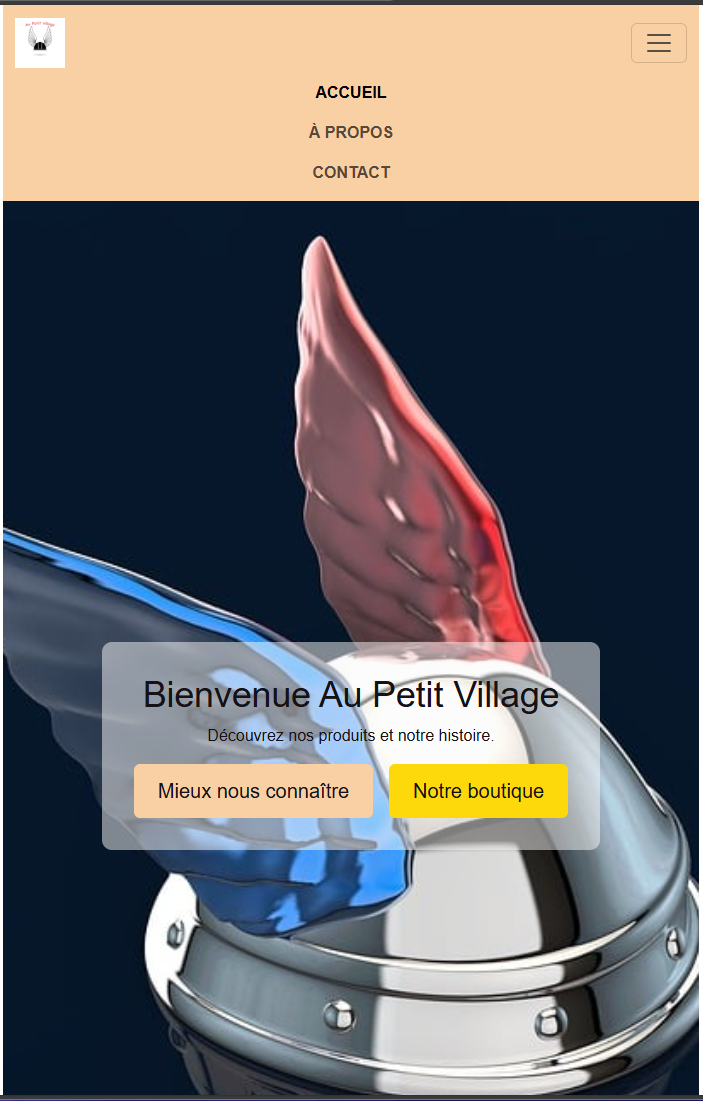 Au Petit Village
ACCUEIL
À PROPOS
CONTACT
Bienvenue Au Petit Village
Découvrez nos produits et notre histoire.
Mieux nous connaître
Notre boutique